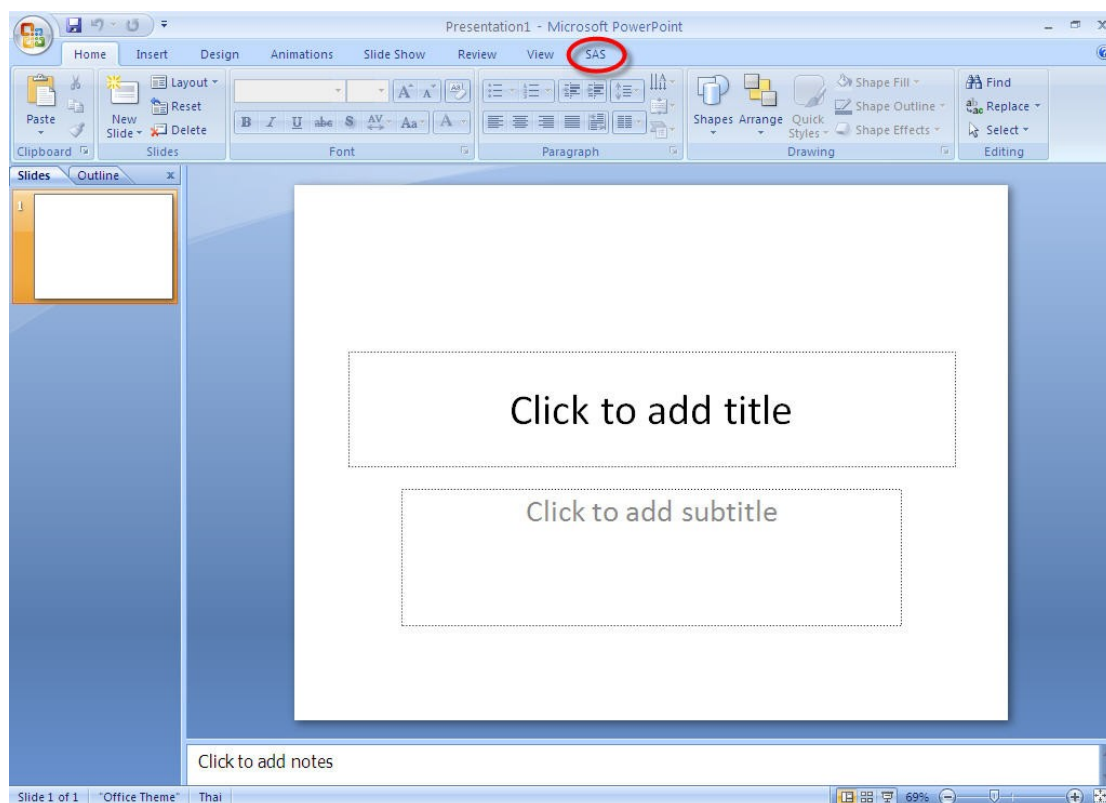 Presentation1 - Microsoft PowerPoint
Home Insert Design Animations Slide Show Review View SAS
Paste
New Slide
Layout
Reset
Delete
B I U abc S AV Aa A
A A
Shapes Arrange Quick Styles
Shape Fill
Shape Outline
Shape Effects
Find
Replace
Select
Clipboard Slides Font Paragraph Drawing Editing
Slides Outline x
1
Click to add title
Click to add subtitle
Click to add notes
Slide 1 of 1 "Office Theme" Thai 69%